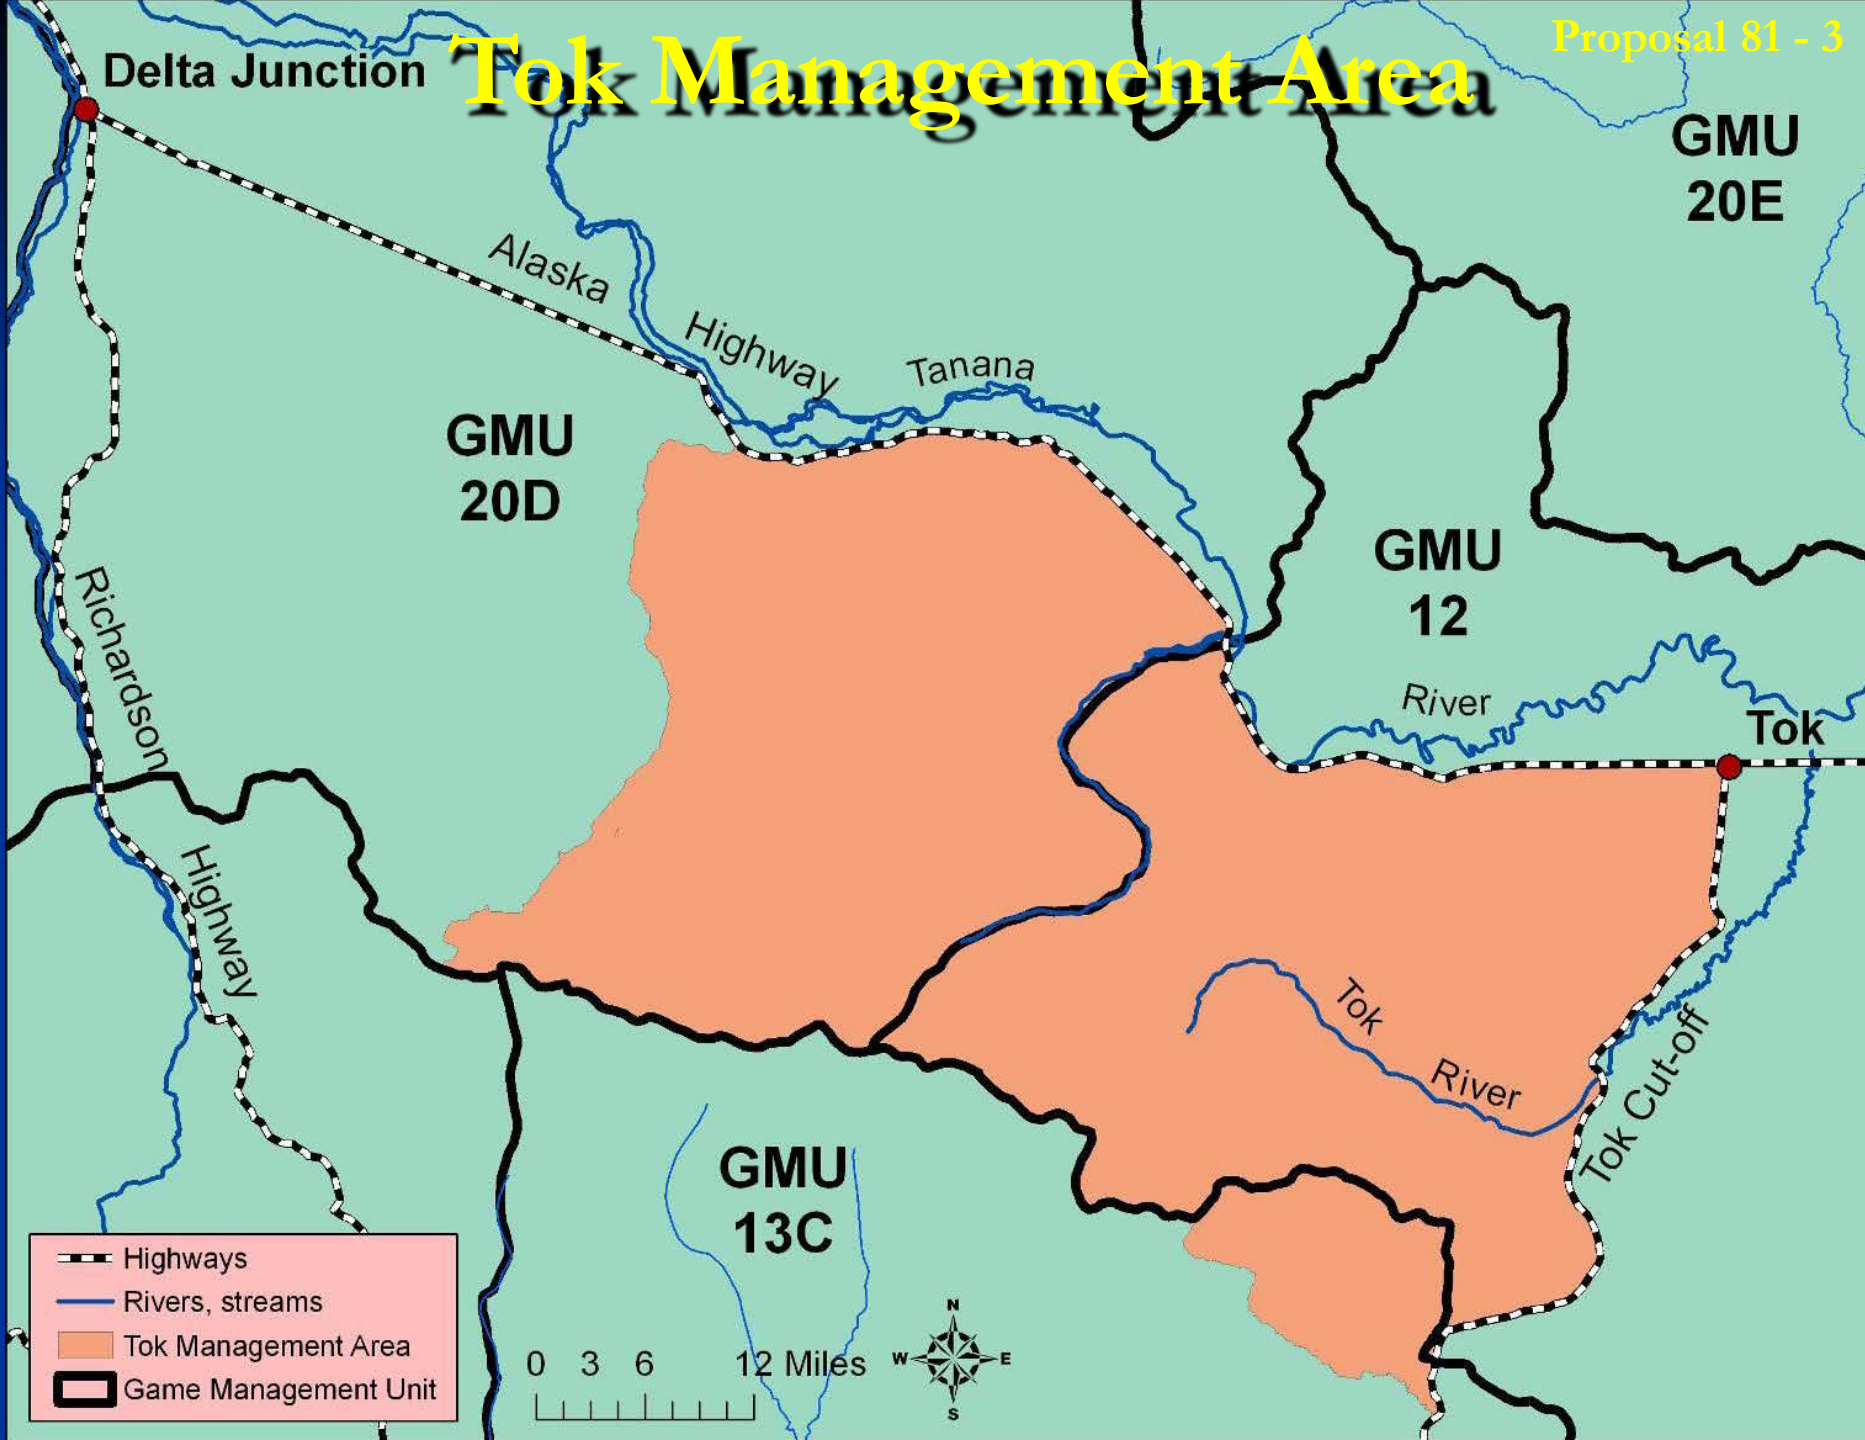 Proposal 81 - 3
Tok Management Area
Delta Junction
GMU
20E
Alaska
Highway
Tanana
GMU
20D
GMU
12
Richardson
River
Tok
Highway
Tok
River
Tok Cut-off
GMU
13C
Highways
Rivers, streams
Tok Management Area
Game Management Unit
0 3 6 12 Miles
N
W E
S